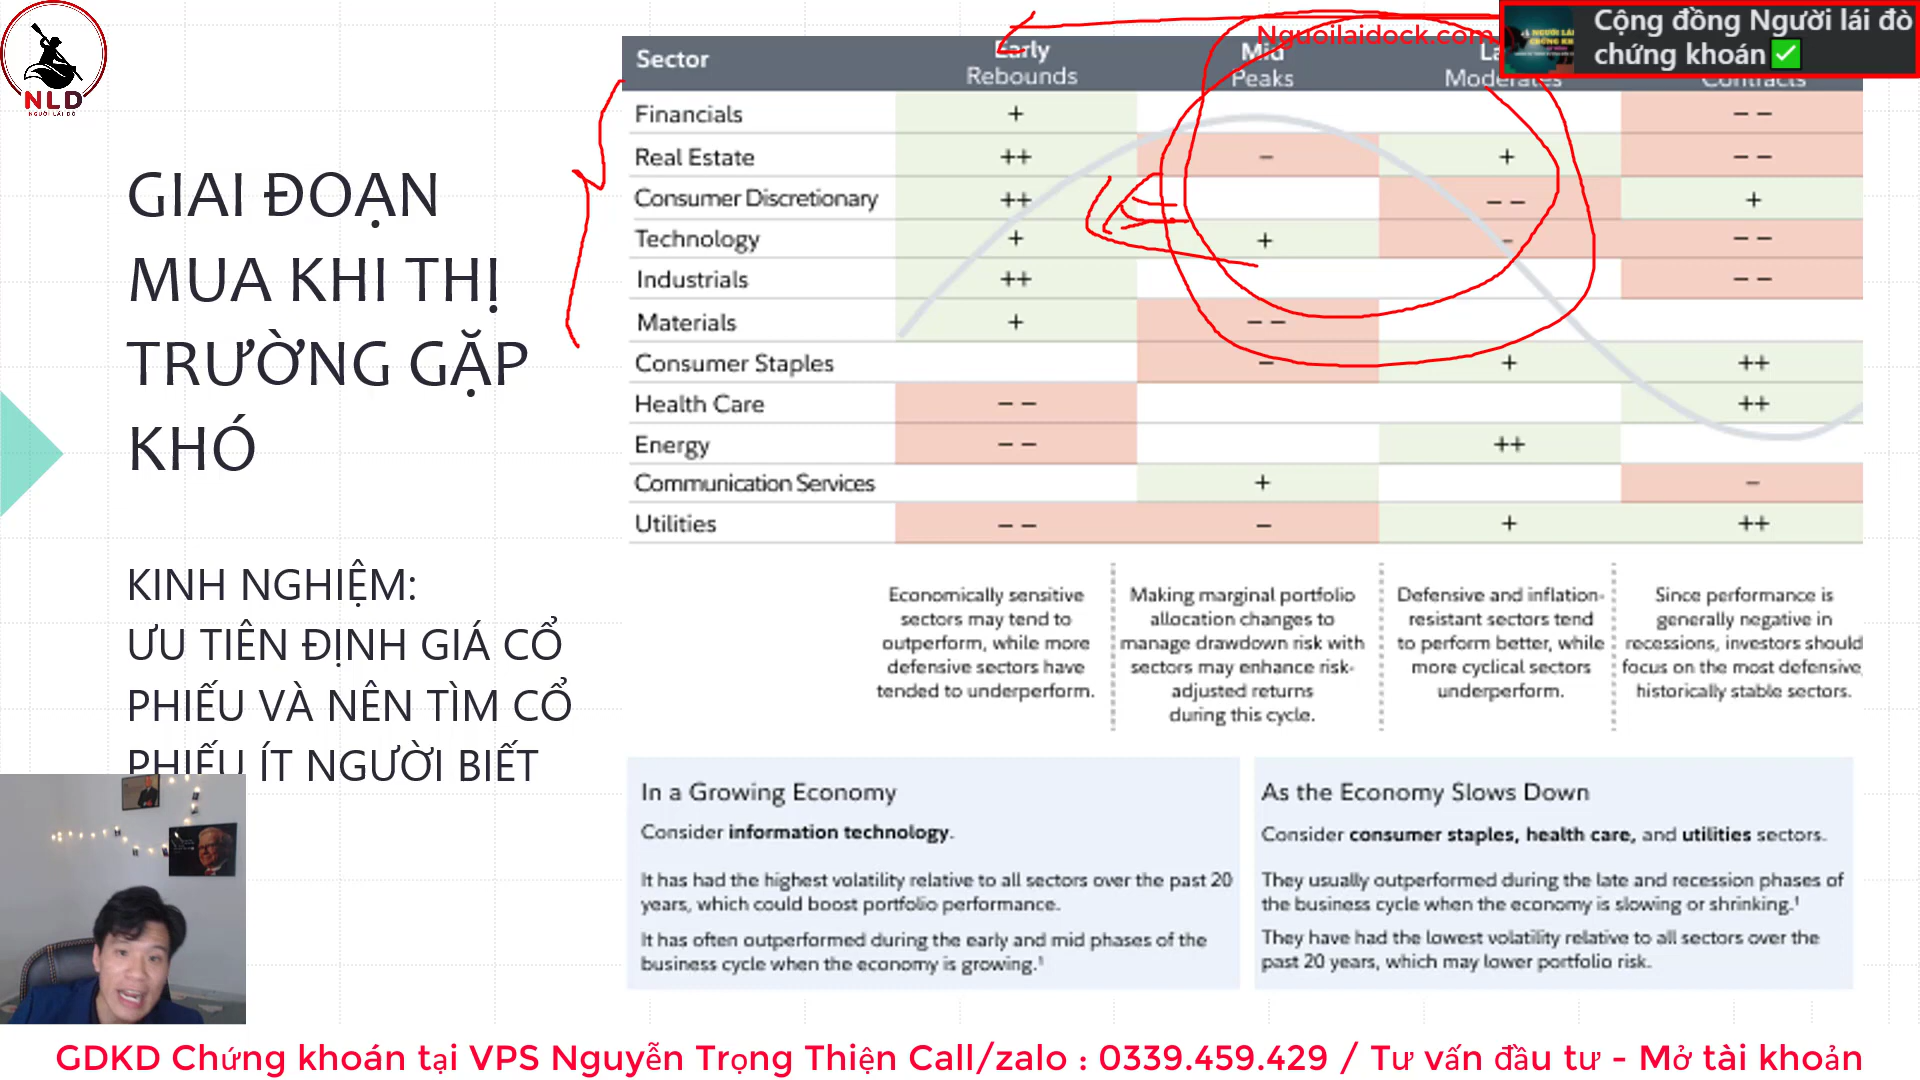 NLD
NGƯỜI LÁI ĐÒ
GIAI ĐOẠN
MUA KHI THỊ
TRƯỜNG GẶP
KHÓ
KINH NGHIỆM:
ƯU TIÊN ĐỊNH GIÁ CỔ
PHIẾU VÀ NÊN TÌM CỔ
PHIẾU ÍT NGƯỜI BIẾT
Nguoilaidock.com
Cộng đồng Người lái đò
chứng khoán
Sector Early Mid
Rebounds Peaks Moderates Contracts
Financials + – –
Real Estate ++ – + – –
Consumer Discretionary ++ – – +
Technology + + – – –
Industrials ++ – –
Materials + – –
Consumer Staples – + ++
Health Care – – ++
Energy – – ++
Communication Services + –
Utilities – – – + ++
Economically sensitive
sectors may tend to
outperform, while more
defensive sectors have
tended to underperform.
Making marginal portfolio
allocation changes to
manage drawdown risk with
sectors may enhance risk-
adjusted returns
during this cycle.
Defensive and inflation-
resistant sectors tend
to perform better, while
more cyclical sectors
underperform.
Since performance is
generally negative in
recessions, investors should
focus on the most defensive,
historically stable sectors.
In a Growing Economy
Consider information technology.
It has had the highest volatility relative to all sectors over the past 20
years, which could boost portfolio performance.
It has often outperformed during the early and mid phases of the
business cycle when the economy is growing.¹
As the Economy Slows Down
Consider consumer staples, health care, and utilities sectors.
They usually outperformed during the late and recession phases of
the business cycle when the economy is slowing or shrinking.¹
They have had the lowest volatility relative to all sectors over the
past 20 years, which may lower portfolio risk.
GDKD Chứng khoán tại VPS Nguyễn Trọng Thiện Call/zalo : 0339.459.429 / Tư vấn đầu tư - Mở tài khoản